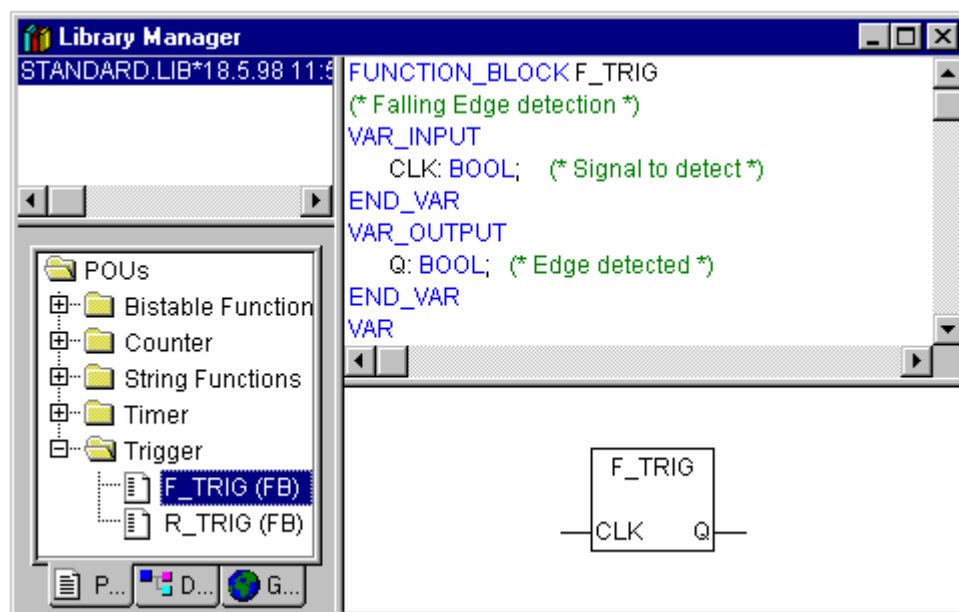 Library Manager
STANDARD.LIB*18.5.98 11:5
FUNCTION_BLOCK F_TRIG
(* Falling Edge detection *)
VAR_INPUT
CLK: BOOL; (* Signal to detect *)
END_VAR
VAR_OUTPUT
Q: BOOL; (* Edge detected *)
END_VAR
VAR
POUs
Bistable Function
Counter
String Functions
Timer
Trigger
F_TRIG (FB)
R_TRIG (FB)
P... D... G...
F_TRIG
CLK Q